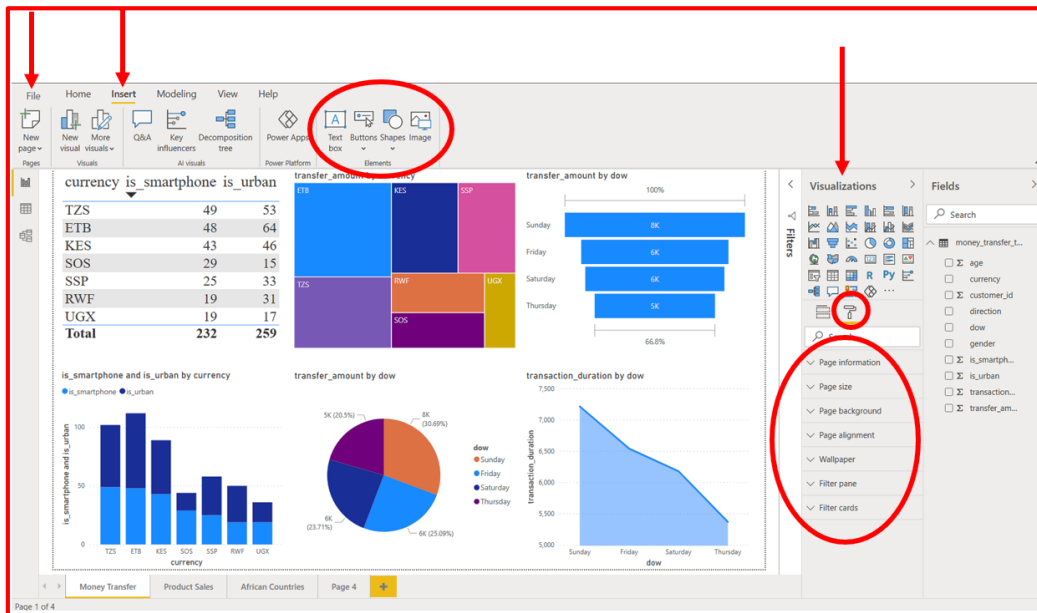 File Home Insert Modeling View Help
New page New visual More visuals Q&A Key influencers Decomposition tree Power Apps Text box Buttons Shapes Image
Pages Visuals AI visuals Power Platform Elements
currency is_smartphone is_urban
TZS 49 53
ETB 48 64
KES 43 46
SOS 29 15
SSP 25 33
RWF 19 31
UGX 19 17
Total 232 259
transfer_amount by currency
ETB KES SSP
TZS RWF UGX
SOS
transfer_amount by dow
100%
Sunday 8K
Friday 6K
Saturday 6K
Thursday 5K
66.8%
is_smartphone and is_urban by currency
is_smartphone is_urban
is_smartphone and is_urban
100
50
0
TZS ETB KES SOS SSP RWF UGX
currency
transfer_amount by dow
5K (20.5%) 8K (30.69%)
6K (23.71%) 6K (25.09%)
dow
Sunday
Friday
Saturday
Thursday
transaction_duration by dow
transaction_duration
7,500
7,000
6,500
6,000
5,500
5,000
Sunday Friday Saturday Thursday
dow
Filters
Visualizations
R Py
Search
Page information
Page size
Page background
Page alignment
Wallpaper
Filter pane
Filter cards
Fields
Search
money_transfer_t...
Σ age
currency
Σ customer_id
direction
dow
gender
Σ is_smartph...
Σ is_urban
Σ transaction...
Σ transfer_am...
Money Transfer Product Sales African Countries Page 4 +
Page 1 of 4